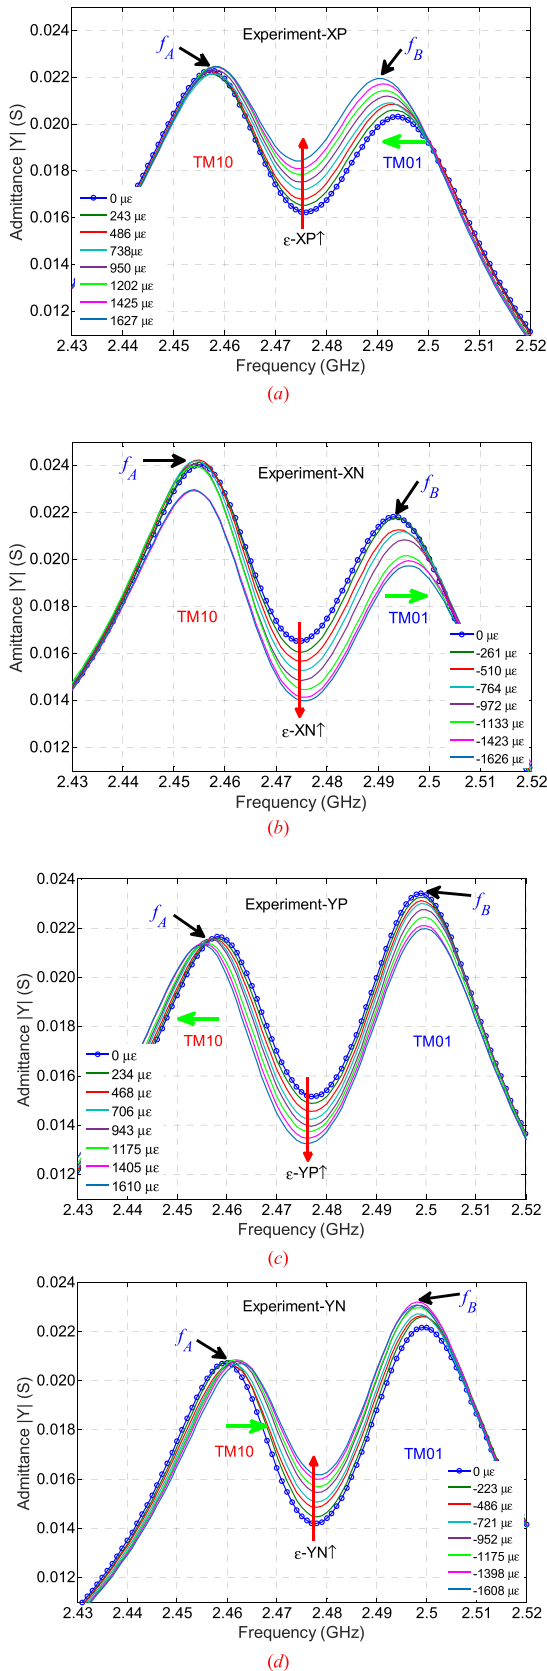 0.024
0.022
0.020
0.018
0.016
0.014
0.012
Admittance |Y| (S)
Experiment-XP
f_A
f_B
TM10
TM01
ε-XP↑
0 με
243 με
486 με
738με
950 με
1202 με
1425 με
1627 με
2.43 2.44 2.45 2.46 2.47 2.48 2.49 2.5 2.51 2.52
Frequency (GHz)
(a)
0.024
0.022
0.020
0.018
0.016
0.014
0.012
Amittance |Y| (S)
Experiment-XN
f_A
f_B
TM10
TM01
ε-XN↑
0 με
-261 με
-510 με
-764 με
-972 με
-1133 με
-1423 με
-1626 με
2.43 2.44 2.45 2.46 2.47 2.48 2.49 2.5 2.51 2.52
Frequency (GHz)
(b)
0.024
0.022
0.020
0.018
0.016
0.014
0.012
Admittance |Y| (S)
Experiment-YP
f_A
f_B
TM10
TM01
ε-YP↑
0 με
234 με
468 με
706 με
943 με
1175 με
1405 με
1610 με
2.43 2.44 2.45 2.46 2.47 2.48 2.49 2.5 2.51 2.52
Frequency (GHz)
(c)
0.024
0.022
0.020
0.018
0.016
0.014
0.012
Admittance |Y| (S)
Experiment-YN
f_A
f_B
TM10
TM01
ε-YN↑
0 με
-223 με
-486 με
-721 με
-952 με
-1175 με
-1398 με
-1608 με
2.43 2.44 2.45 2.46 2.47 2.48 2.49 2.5 2.51 2.52
Frequency (GHz)
(d)